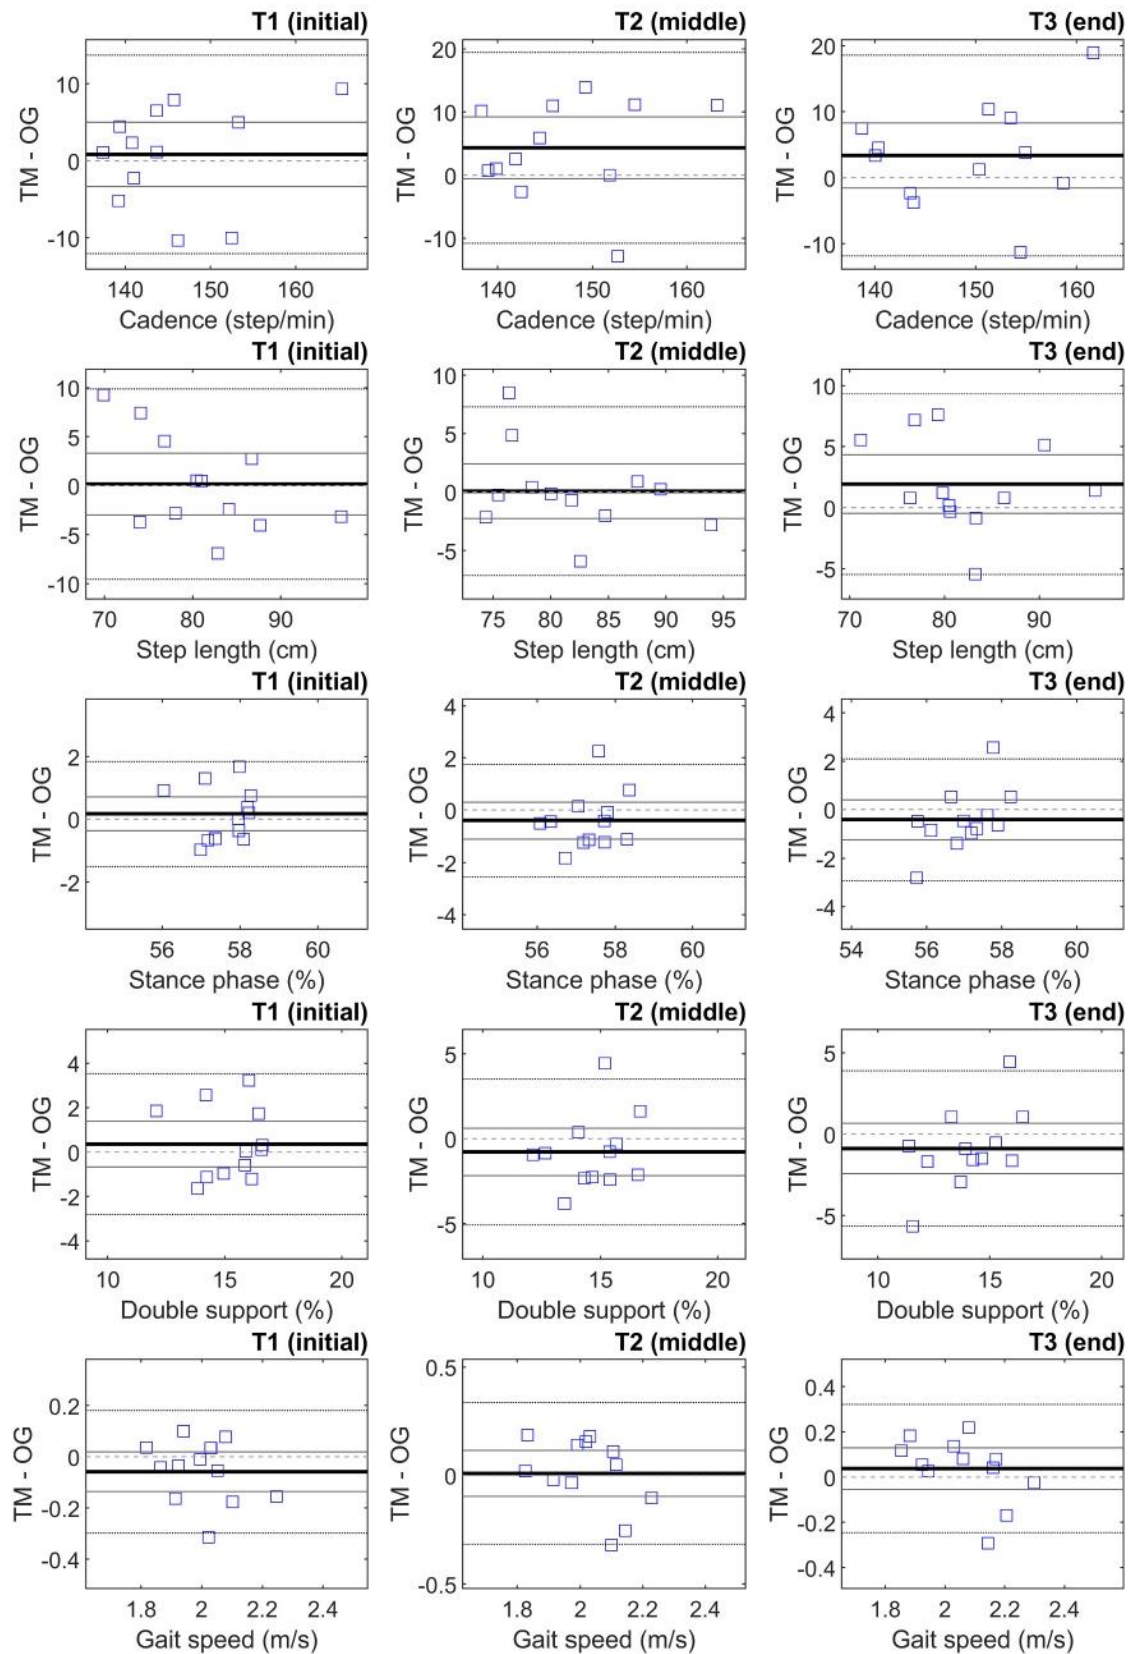 T1 (initial) T2 (middle) T3 (end)
TM - OG
10
0
-10
140 150 160
Cadence (step/min)
TM - OG
20
10
0
-10
140 150 160
Cadence (step/min)
TM - OG
20
10
0
-10
140 150 160
Cadence (step/min)
T1 (initial) T2 (middle) T3 (end)
TM - OG
10
5
0
-5
-10
70 80 90
Step length (cm)
TM - OG
10
5
0
-5
75 80 85 90 95
Step length (cm)
TM - OG
10
5
0
-5
70 80 90
Step length (cm)
T1 (initial) T2 (middle) T3 (end)
TM - OG
2
0
-2
56 58 60
Stance phase (%)
TM - OG
4
2
0
-2
-4
56 58 60
Stance phase (%)
TM - OG
4
2
0
-2
-4
54 56 58 60
Stance phase (%)
T1 (initial) T2 (middle) T3 (end)
TM - OG
4
2
0
-2
-4
10 15 20
Double support (%)
TM - OG
5
0
-5
10 15 20
Double support (%)
TM - OG
5
0
-5
10 15 20
Double support (%)
T1 (initial) T2 (middle) T3 (end)
TM - OG
0.2
0
-0.2
-0.4
1.8 2 2.2 2.4
Gait speed (m/s)
TM - OG
0.5
0
-0.5
1.8 2 2.2 2.4
Gait speed (m/s)
TM - OG
0.4
0.2
0
-0.2
-0.4
1.8 2 2.2 2.4
Gait speed (m/s)